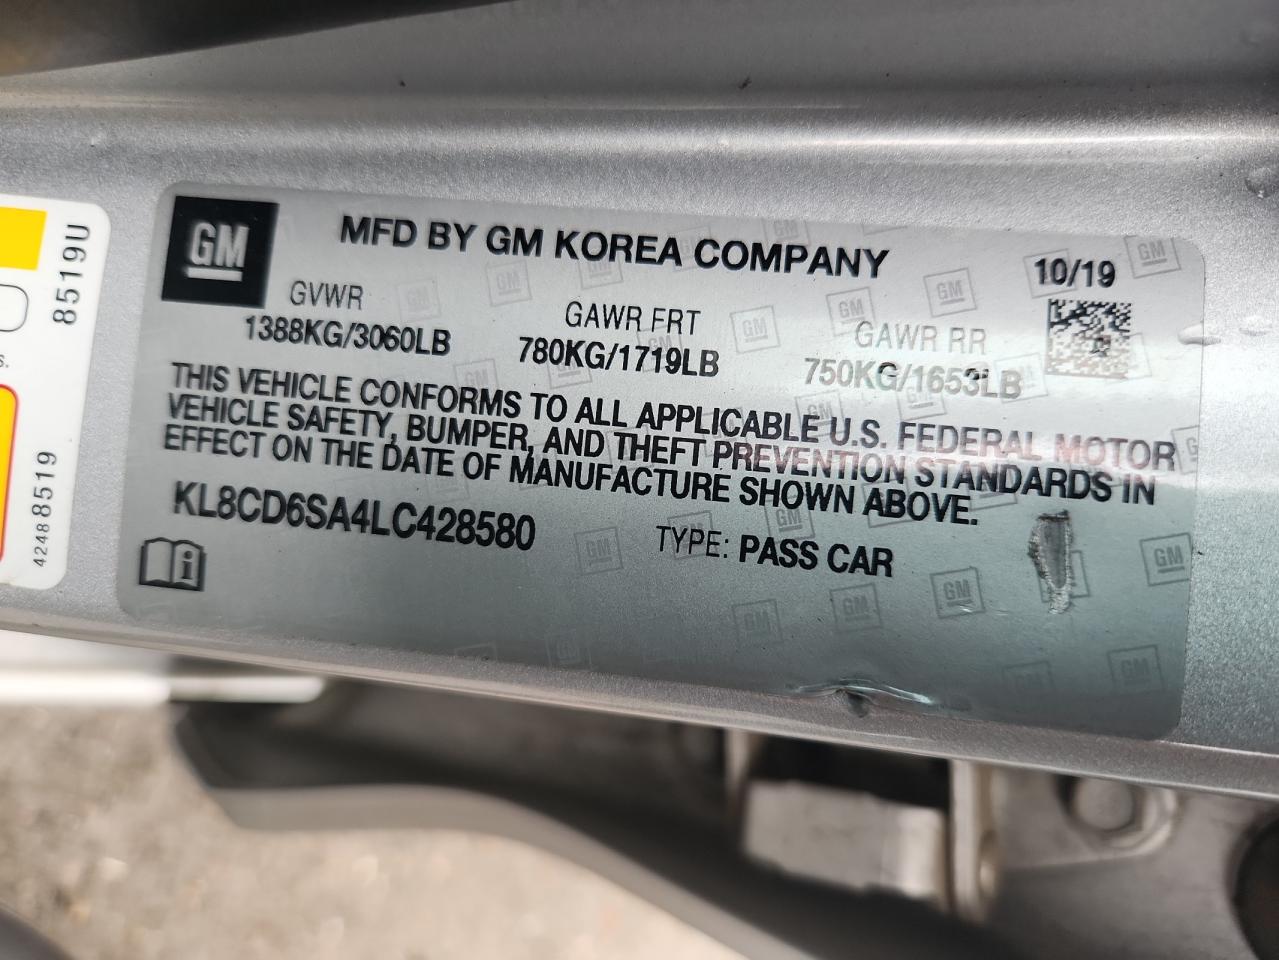 GM
MFD BY GM KOREA COMPANY
10/19
GVWR
1388KG/3060LB
GAWR FRT
780KG/1719LB
GAWR RR
750KG/1653LB
THIS VEHICLE CONFORMS TO ALL APPLICABLE U.S. FEDERAL MOTOR
VEHICLE SAFETY, BUMPER, AND THEFT PREVENTION STANDARDS IN
EFFECT ON THE DATE OF MANUFACTURE SHOWN ABOVE.
KL8CD6SA4LC428580
TYPE: PASS CAR
8519U
s.
42488519